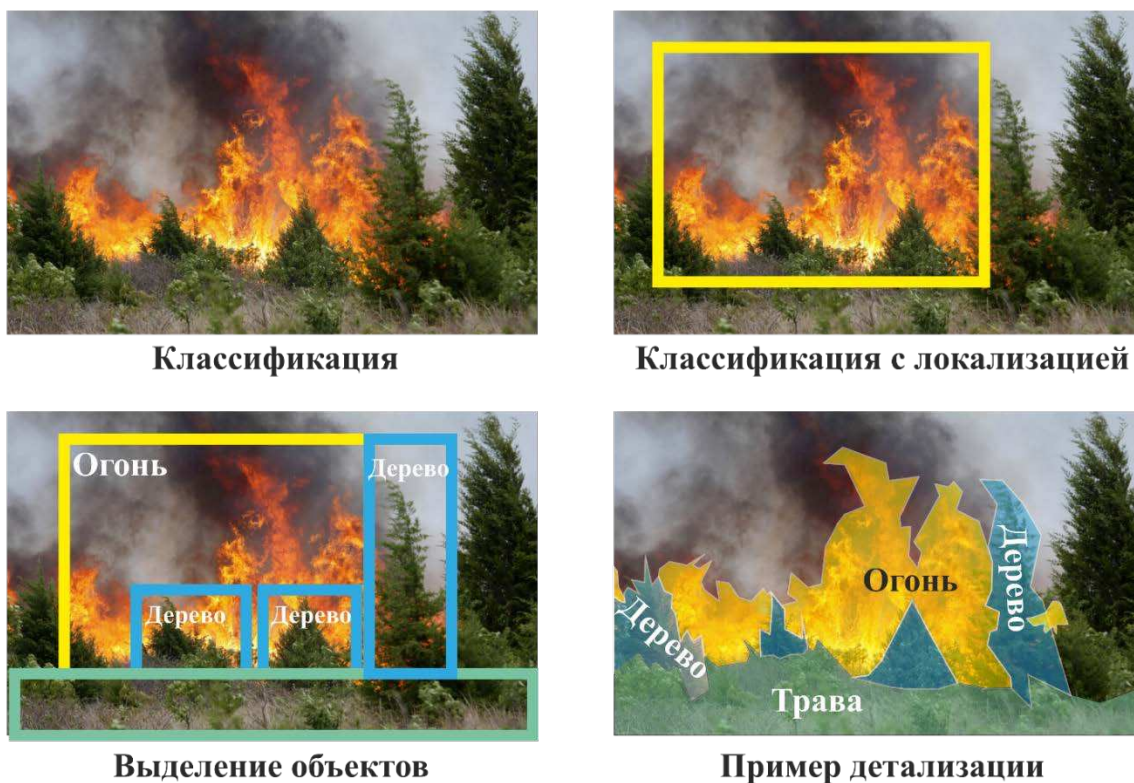 Классификация
Классификация с локализацией
Огонь
Дерево
Дерево
Дерево
Выделение объектов
Огонь
Дерево
Дерево
Трава
Пример детализации